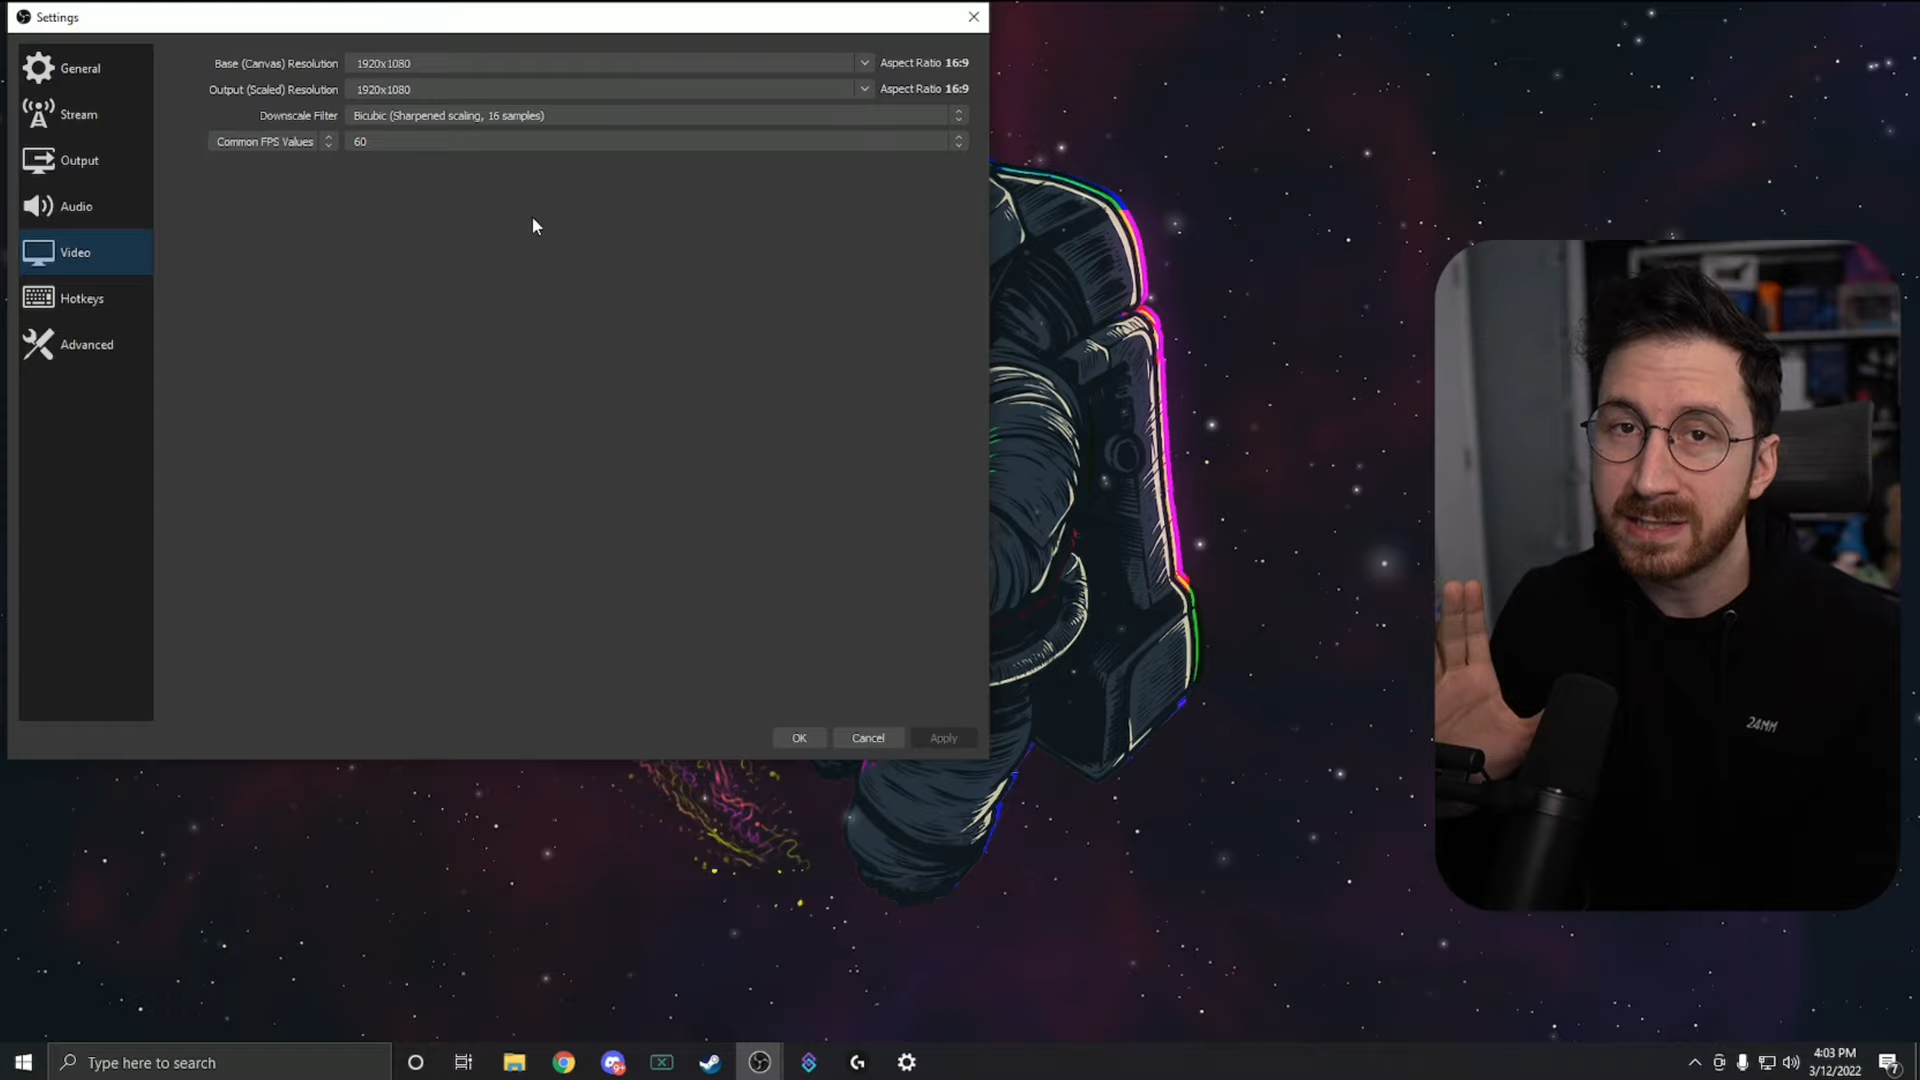 Settings
General
Stream
Output
Audio
Video
Hotkeys
Advanced
Base (Canvas) Resolution 1920x1080 Aspect Ratio 16:9
Output (Scaled) Resolution 1920x1080 Aspect Ratio 16:9
Downscale Filter Bicubic (Sharpened scaling, 16 samples)
Common FPS Values 60
OK Cancel Apply
24MM
Type here to search
9+
4:03 PM
3/12/2022
7